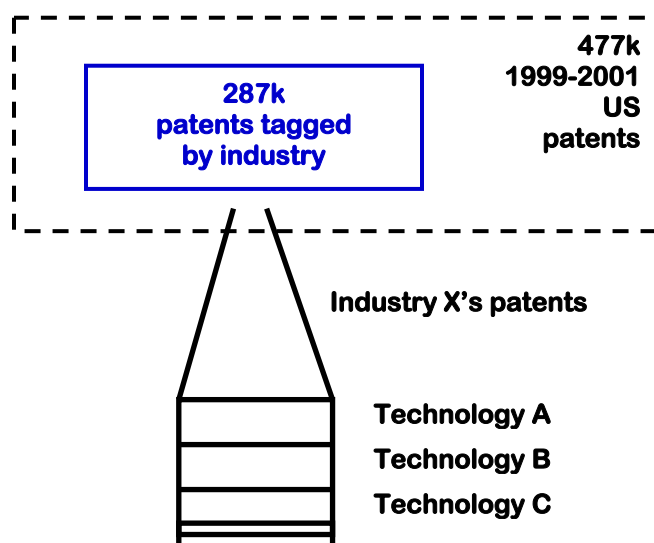 477k
1999-2001
US
patents
287k
patents tagged
by industry
Industry X's patents
Technology A
Technology B
Technology C